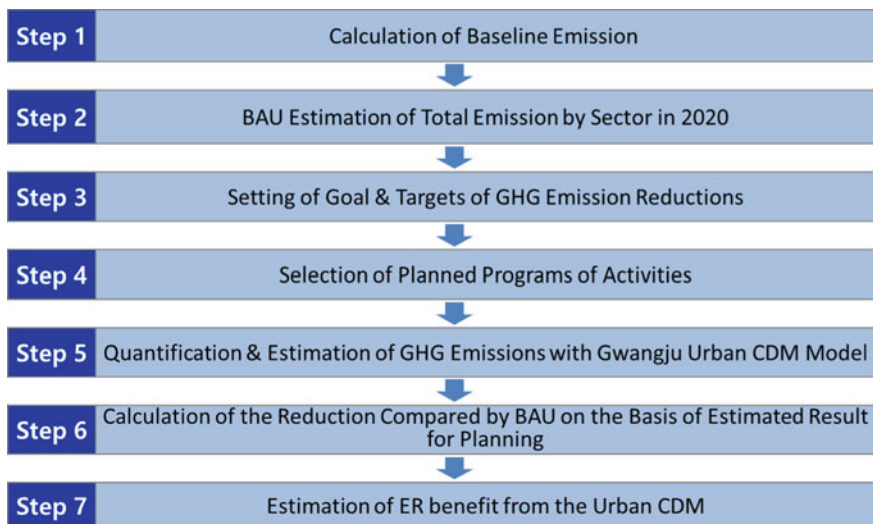 Step 1 Calculation of Baseline Emission
Step 2 BAU Estimation of Total Emission by Sector in 2020
Step 3 Setting of Goal & Targets of GHG Emission Reductions
Step 4 Selection of Planned Programs of Activities
Step 5 Quantification & Estimation of GHG Emissions with Gwangju Urban CDM Model
Step 6 Calculation of the Reduction Compared by BAU on the Basis of Estimated Result
for Planning
Step 7 Estimation of ER benefit from the Urban CDM